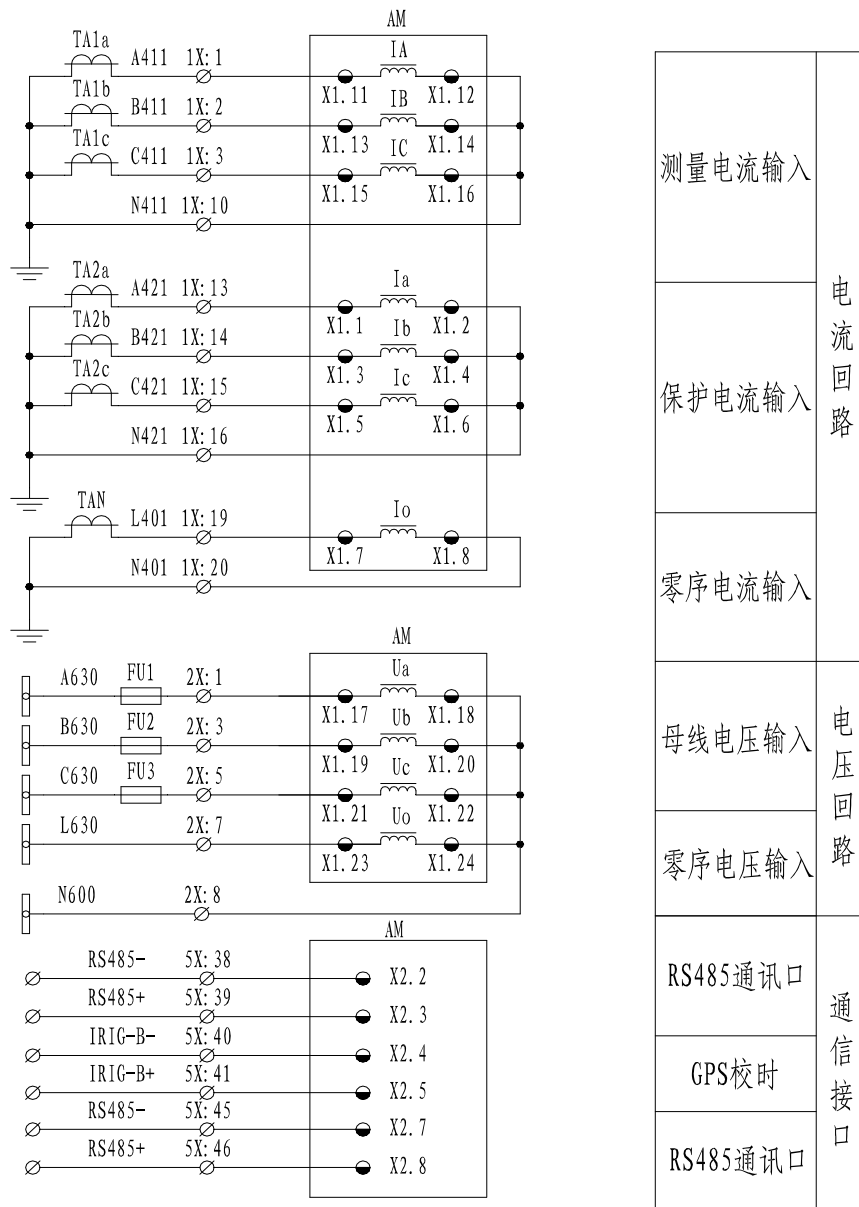 AM
TA1a A411 1X:1 IA
X1.11 X1.12
TA1b B411 1X:2 IB
X1.13 X1.14
TA1c C411 1X:3 IC
X1.15 X1.16
N411 1X:10
测量电流输入
TA2a A421 1X:13 Ia
X1.1 X1.2
TA2b B421 1X:14 Ib
X1.3 X1.4
TA2c C421 1X:15 Ic
X1.5 X1.6
N421 1X:16
保护电流输入
电流回路
TAN L401 1X:19 Io
X1.7 X1.8
N401 1X:20
零序电流输入
AM
A630 FU1 2X:1 Ua
X1.17 X1.18
B630 FU2 2X:3 Ub
X1.19 X1.20
C630 FU3 2X:5 Uc
X1.21 X1.22
L630 2X:7 Uo
X1.23 X1.24
N600 2X:8
母线电压输入
零序电压输入
电压回路
AM
RS485- 5X:38 X2.2
RS485+ 5X:39 X2.3
IRIG-B- 5X:40 X2.4
IRIG-B+ 5X:41 X2.5
RS485- 5X:45 X2.7
RS485+ 5X:46 X2.8
RS485通讯口
GPS校时
RS485通讯口
通信接口